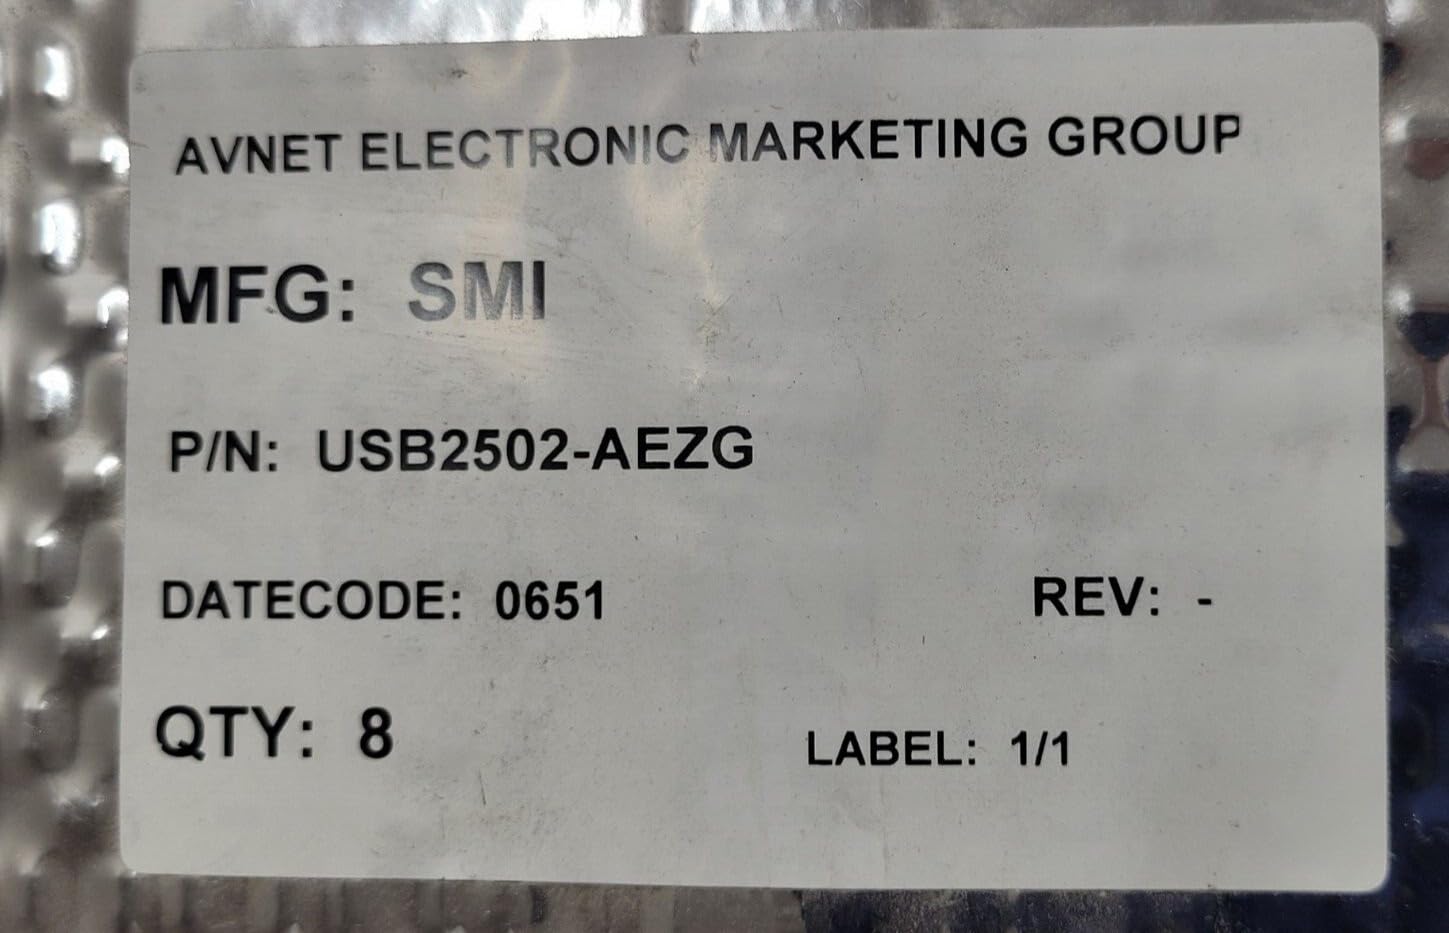 AVNET ELECTRONIC MARKETING GROUP
MFG: SMI
P/N: USB2502-AEZG
DATECODE: 0651 REV: -
QTY: 8 LABEL: 1/1